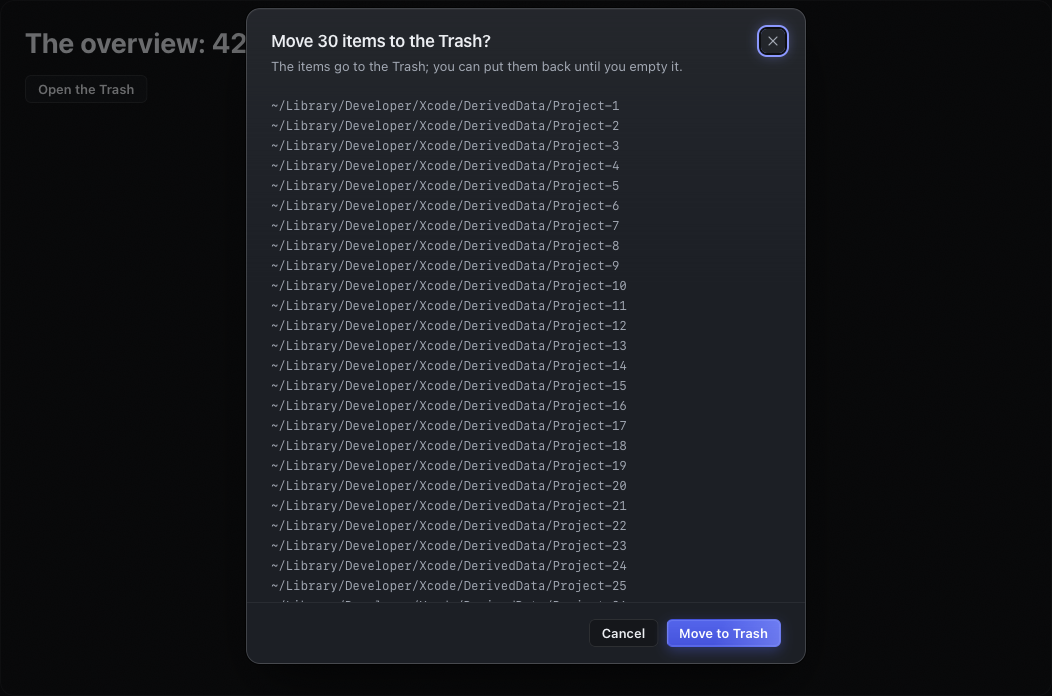 The overview: 42
Open the Trash
Move 30 items to the Trash?
The items go to the Trash; you can put them back until you empty it.
~/Library/Developer/Xcode/DerivedData/Project-1
~/Library/Developer/Xcode/DerivedData/Project-2
~/Library/Developer/Xcode/DerivedData/Project-3
~/Library/Developer/Xcode/DerivedData/Project-4
~/Library/Developer/Xcode/DerivedData/Project-5
~/Library/Developer/Xcode/DerivedData/Project-6
~/Library/Developer/Xcode/DerivedData/Project-7
~/Library/Developer/Xcode/DerivedData/Project-8
~/Library/Developer/Xcode/DerivedData/Project-9
~/Library/Developer/Xcode/DerivedData/Project-10
~/Library/Developer/Xcode/DerivedData/Project-11
~/Library/Developer/Xcode/DerivedData/Project-12
~/Library/Developer/Xcode/DerivedData/Project-13
~/Library/Developer/Xcode/DerivedData/Project-14
~/Library/Developer/Xcode/DerivedData/Project-15
~/Library/Developer/Xcode/DerivedData/Project-16
~/Library/Developer/Xcode/DerivedData/Project-17
~/Library/Developer/Xcode/DerivedData/Project-18
~/Library/Developer/Xcode/DerivedData/Project-19
~/Library/Developer/Xcode/DerivedData/Project-20
~/Library/Developer/Xcode/DerivedData/Project-21
~/Library/Developer/Xcode/DerivedData/Project-22
~/Library/Developer/Xcode/DerivedData/Project-23
~/Library/Developer/Xcode/DerivedData/Project-24
~/Library/Developer/Xcode/DerivedData/Project-25
Cancel
Move to Trash